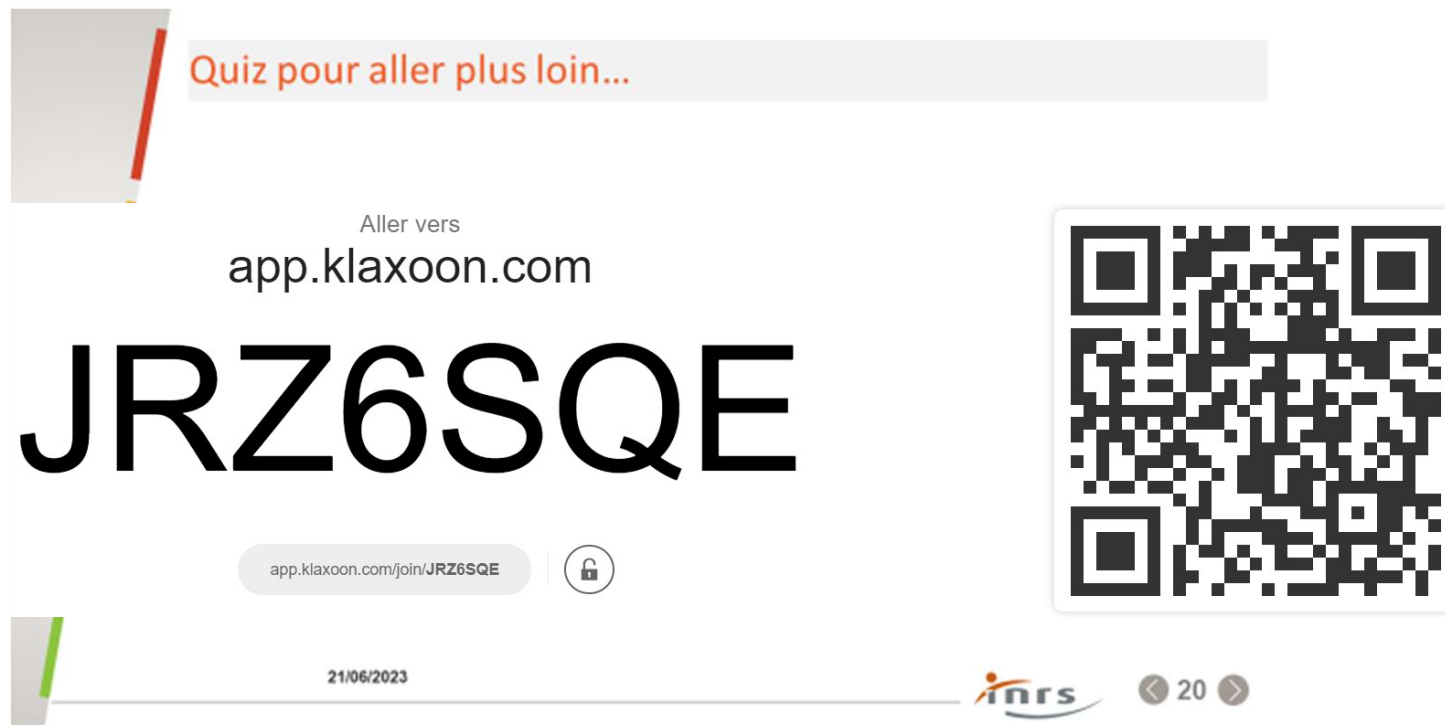 Quiz pour aller plus loin...
Aller vers
app.klaxoon.com
JRZ6SQE
app.klaxoon.com/join/JRZ6SQE
21/06/2023
inrs
20